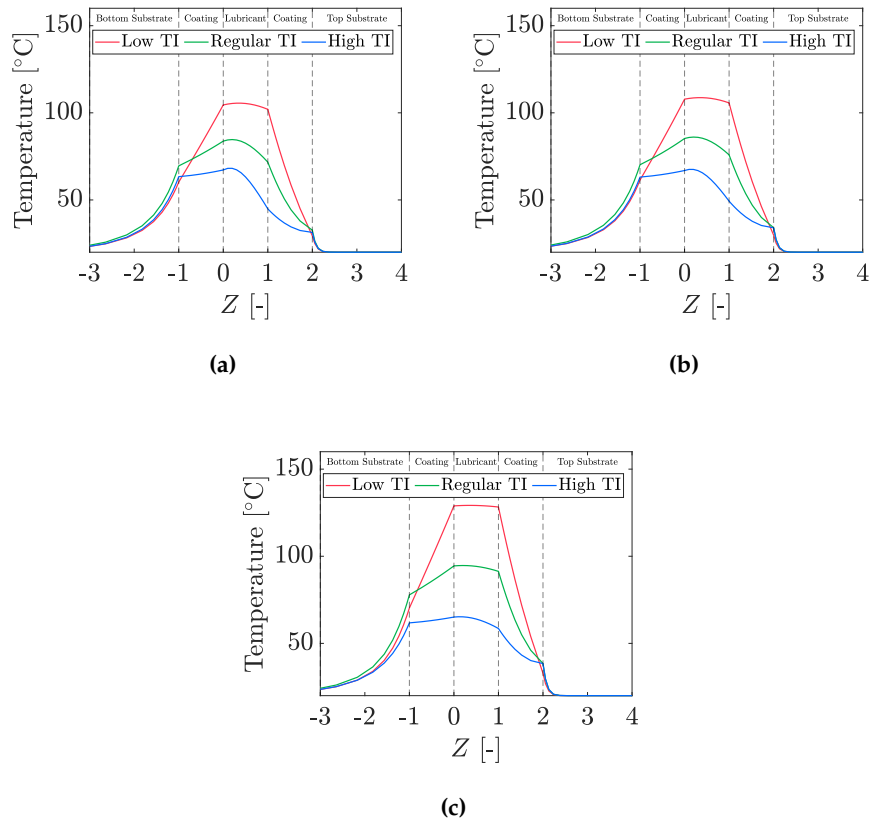 Bottom Substrate Coating Lubricant Coating Top Substrate
Low TI Regular TI High TI
Temperature [°C]
150
100
50
-3 -2 -1 0 1 2 3 4
Z [-]
(a)
Bottom Substrate Coating Lubricant Coating Top Substrate
Low TI Regular TI High TI
Temperature [°C]
150
100
50
-3 -2 -1 0 1 2 3 4
Z [-]
(b)
Bottom Substrate Coating Lubricant Coating Top Substrate
Low TI Regular TI High TI
Temperature [°C]
150
100
50
-3 -2 -1 0 1 2 3 4
Z [-]
(c)